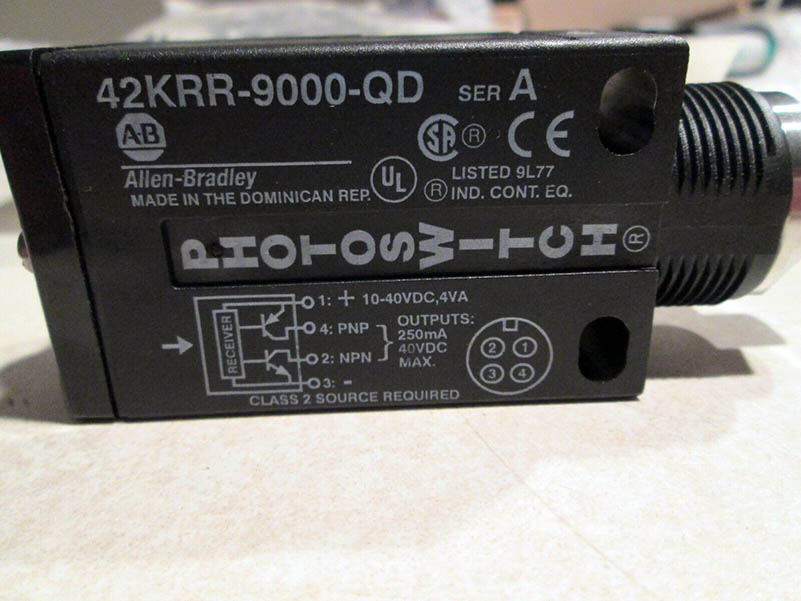 42KRR-9000-QD SER A
A·B
SA ® CE
Allen-Bradley
UL LISTED 9L77
MADE IN THE DOMINICAN REP. ® IND. CONT. EQ.
PHOTOSWITCH®
1: + 10-40VDC,4VA
RECEIVER
4: PNP
2: NPN
3: -
OUTPUTS:
250mA
40VDC
MAX.
2 1
3 4
CLASS 2 SOURCE REQUIRED